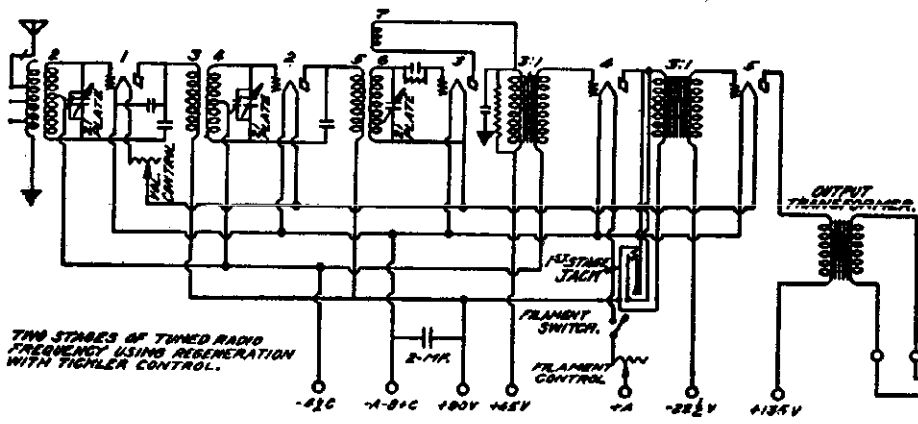 7
2
1
3
4
2
5
6
3
3:1
4
3:1
5
PLATE
PLATE
PLATE
VOL.
CONTROL
OUTPUT
TRANSFORMER.
1ST STAGE
JACK
FILAMENT
SWITCH.
TWO STAGES OF TUNED RADIO
FREQUENCY USING REGENERATION
WITH TICKLER CONTROL.
2-MF.
FILAMENT
CONTROL
-4½C
-A-B+C
+90V
+45V
+A
-22½V
+135V